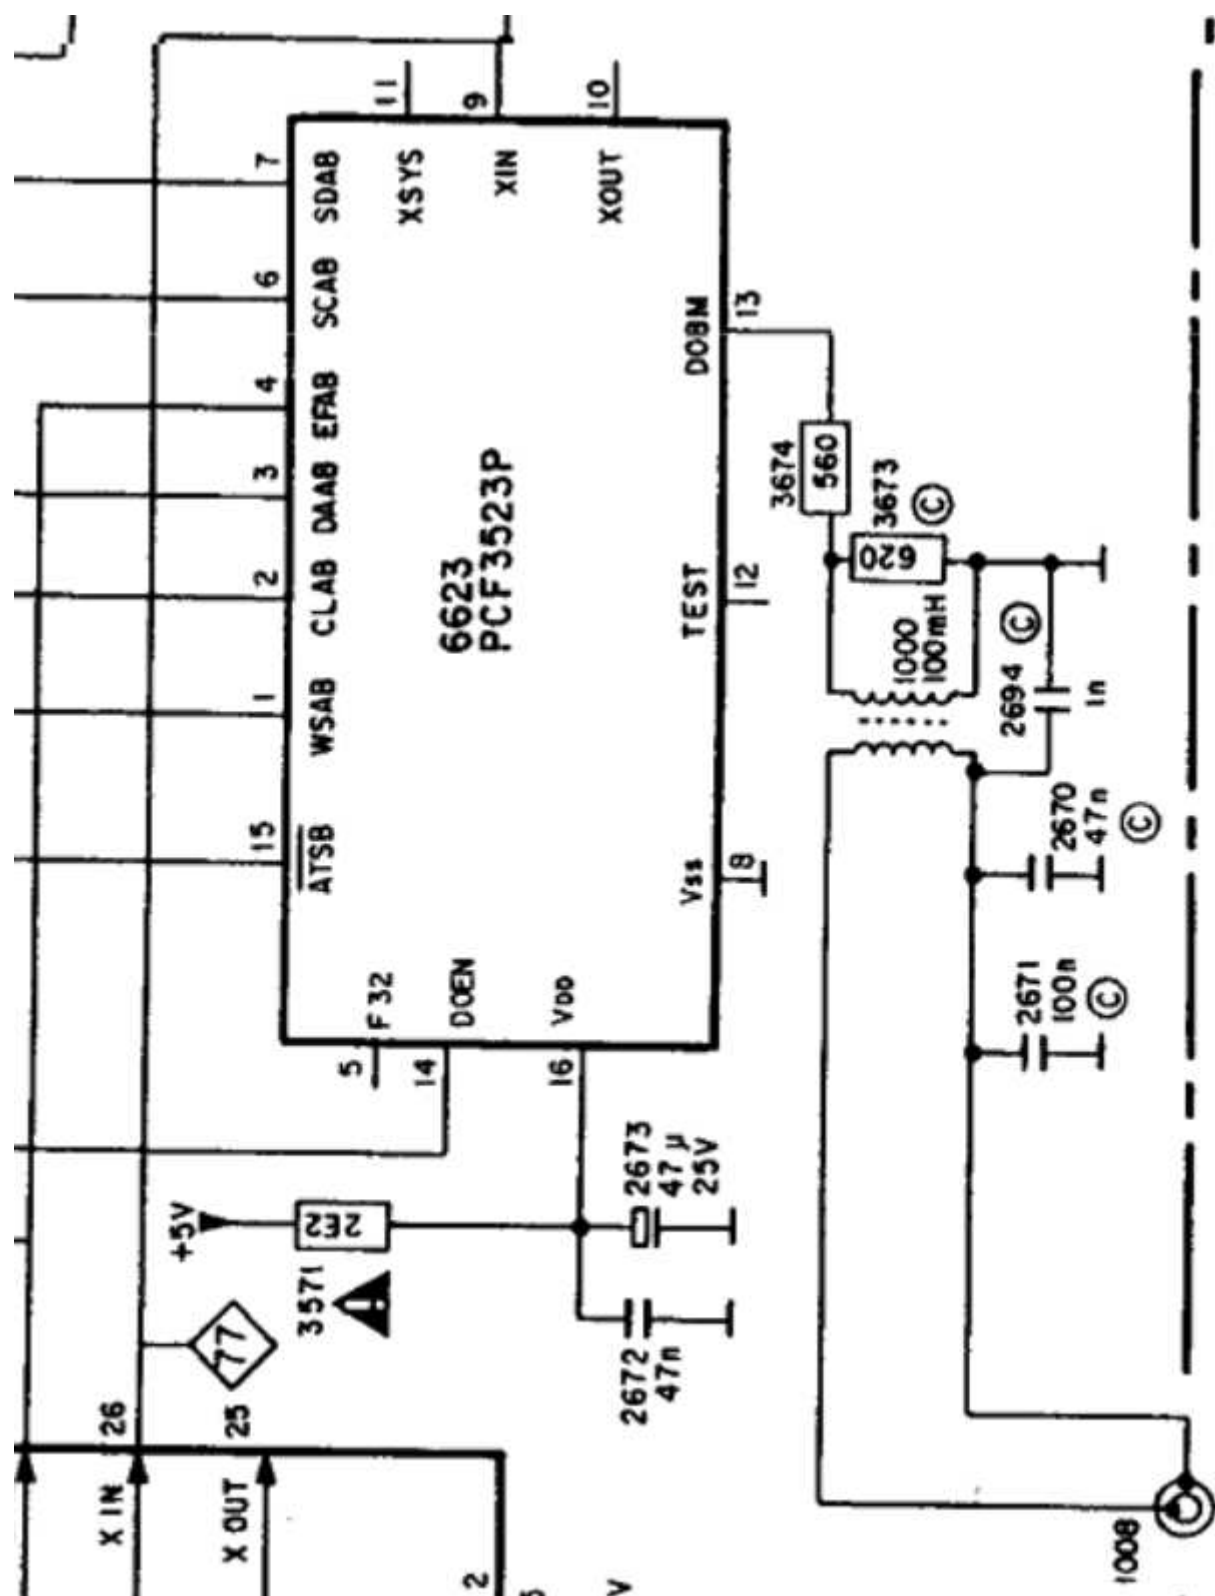 11
9
10
7
SDAB
XSYS
XIN
XOUT
6
SCAB
13
DOBM
4
EFAB
3
DAAB
6623
PCF3523P
3674
560
3673
620
C
2
CLAB
TEST
12
1000
100mH
C
1
WSAB
2694
1n
15
ATSB
Vss
8
2670
47n
C
F32
DOEN
VDD
5
14
16
2671
100n
C
+5V
2E2
3571
2673
47µ
25V
2672
47n
77
26
25
X IN
X OUT
2
V
1008